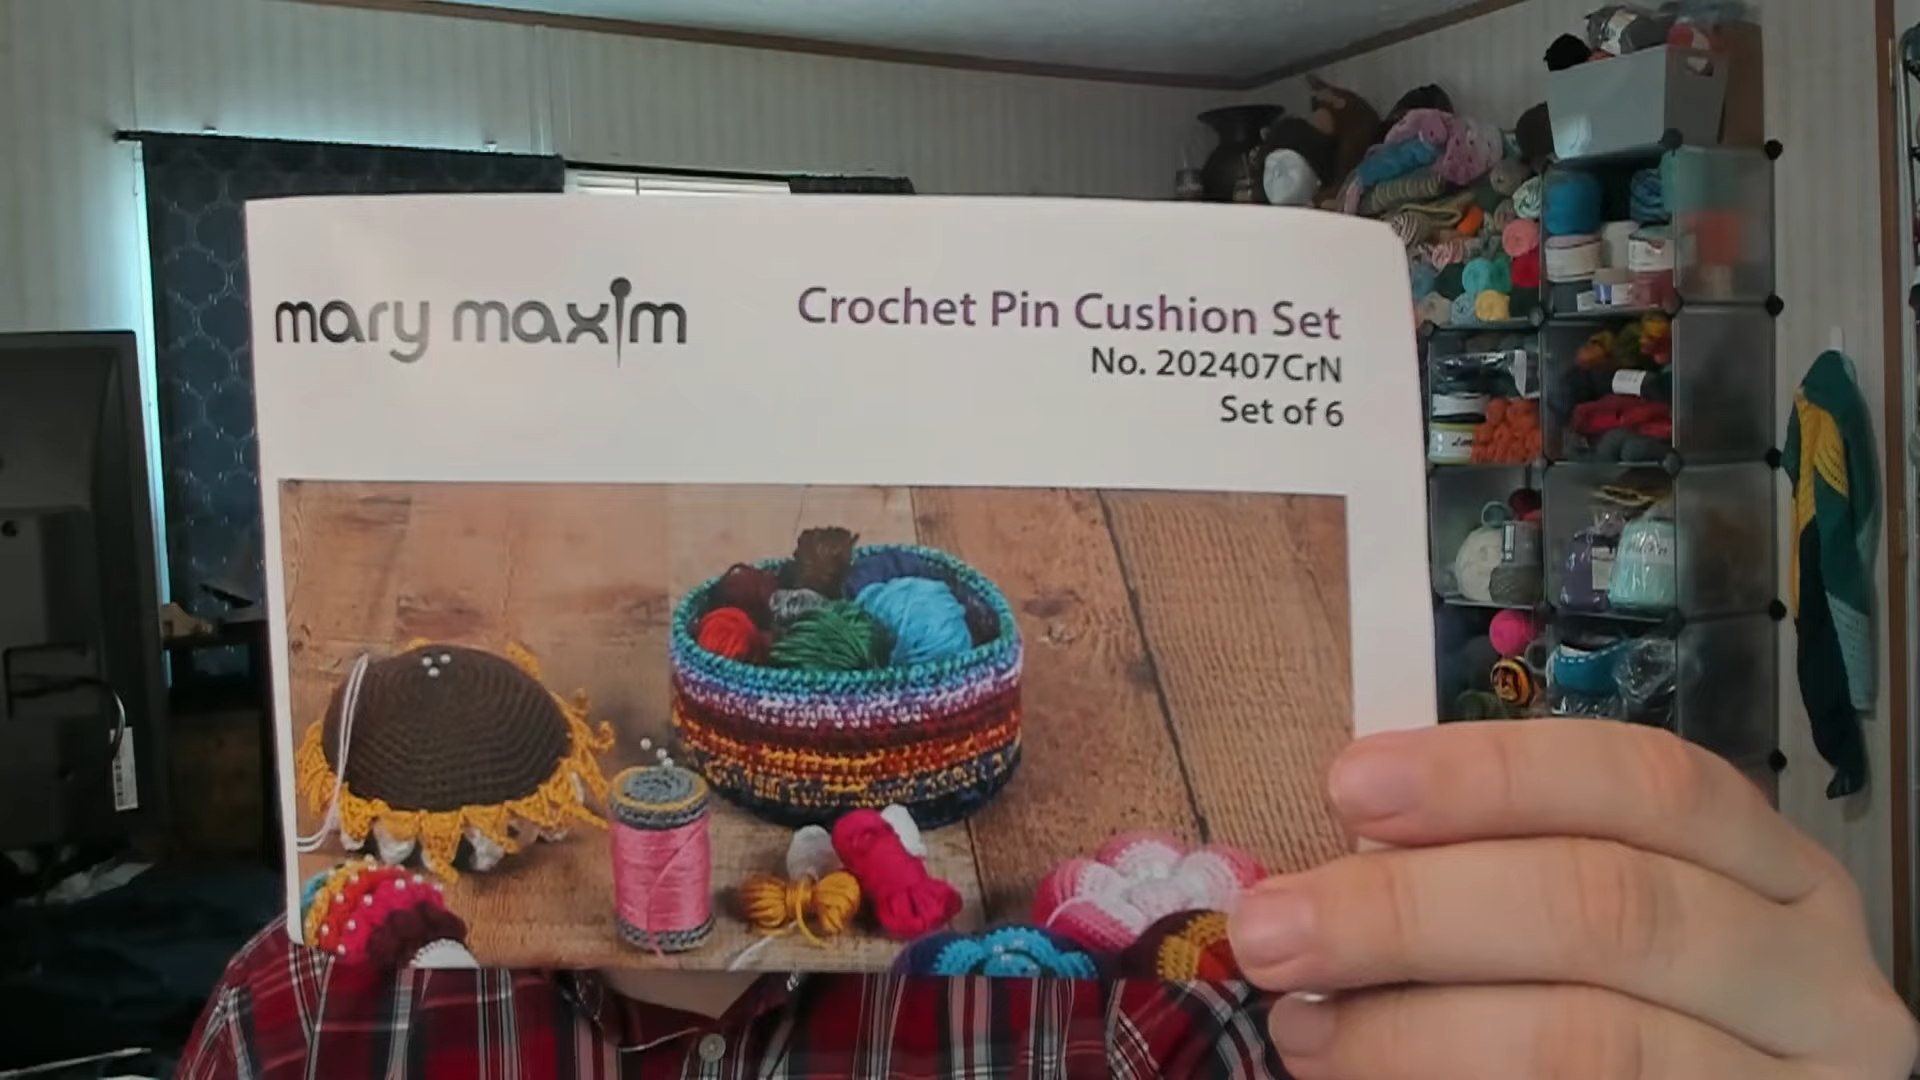 mary maxim
Crochet Pin Cushion Set
No. 202407CrN
Set of 6